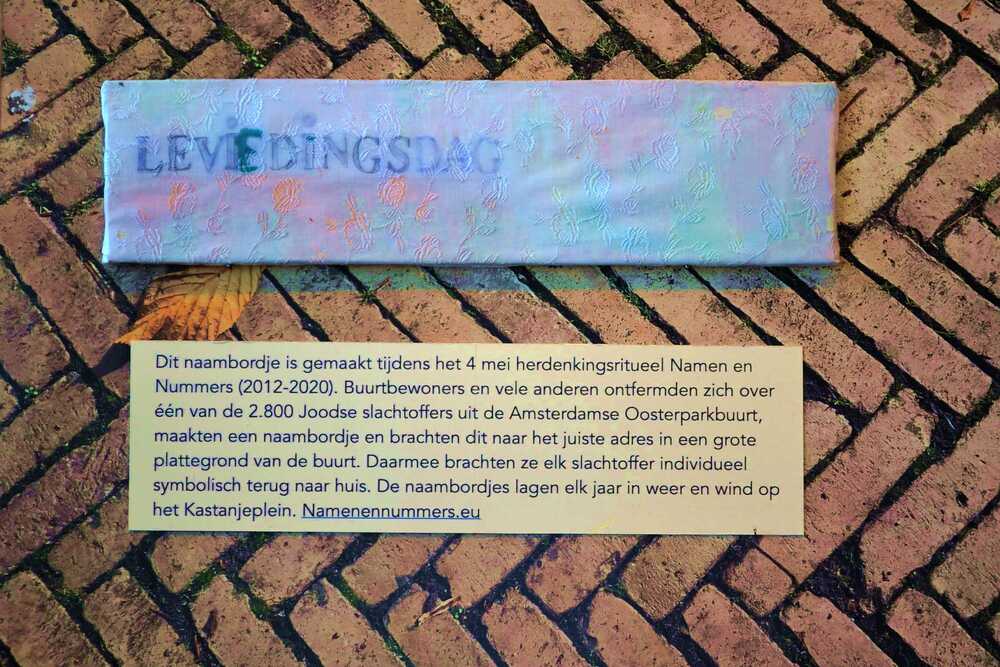 LEViEDiNGSDAG
Dit naambordje is gemaakt tijdens het 4 mei herdenkingsritueel Namen en
Nummers (2012-2020). Buurtbewoners en vele anderen ontfermden zich over
één van de 2.800 Joodse slachtoffers uit de Amsterdamse Oosterparkbuurt,
maakten een naambordje en brachten dit naar het juiste adres in een grote
plattegrond van de buurt. Daarmee brachten ze elk slachtoffer individueel
symbolisch terug naar huis. De naambordjes lagen elk jaar in weer en wind op
het Kastanjeplein. Namenennummers.eu